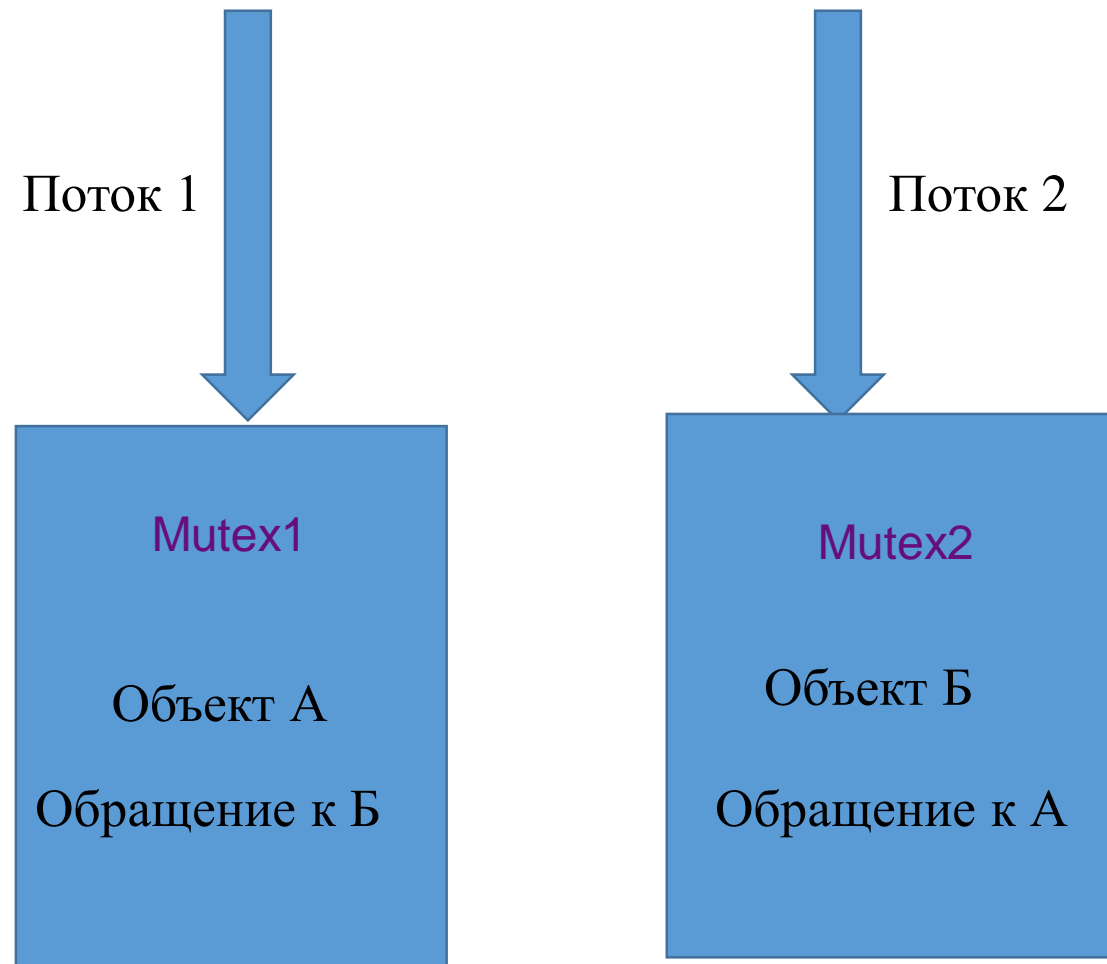 Поток 1
Поток 2
Mutex1
Mutex2
Объект А
Объект Б
Обращение к Б
Обращение к А